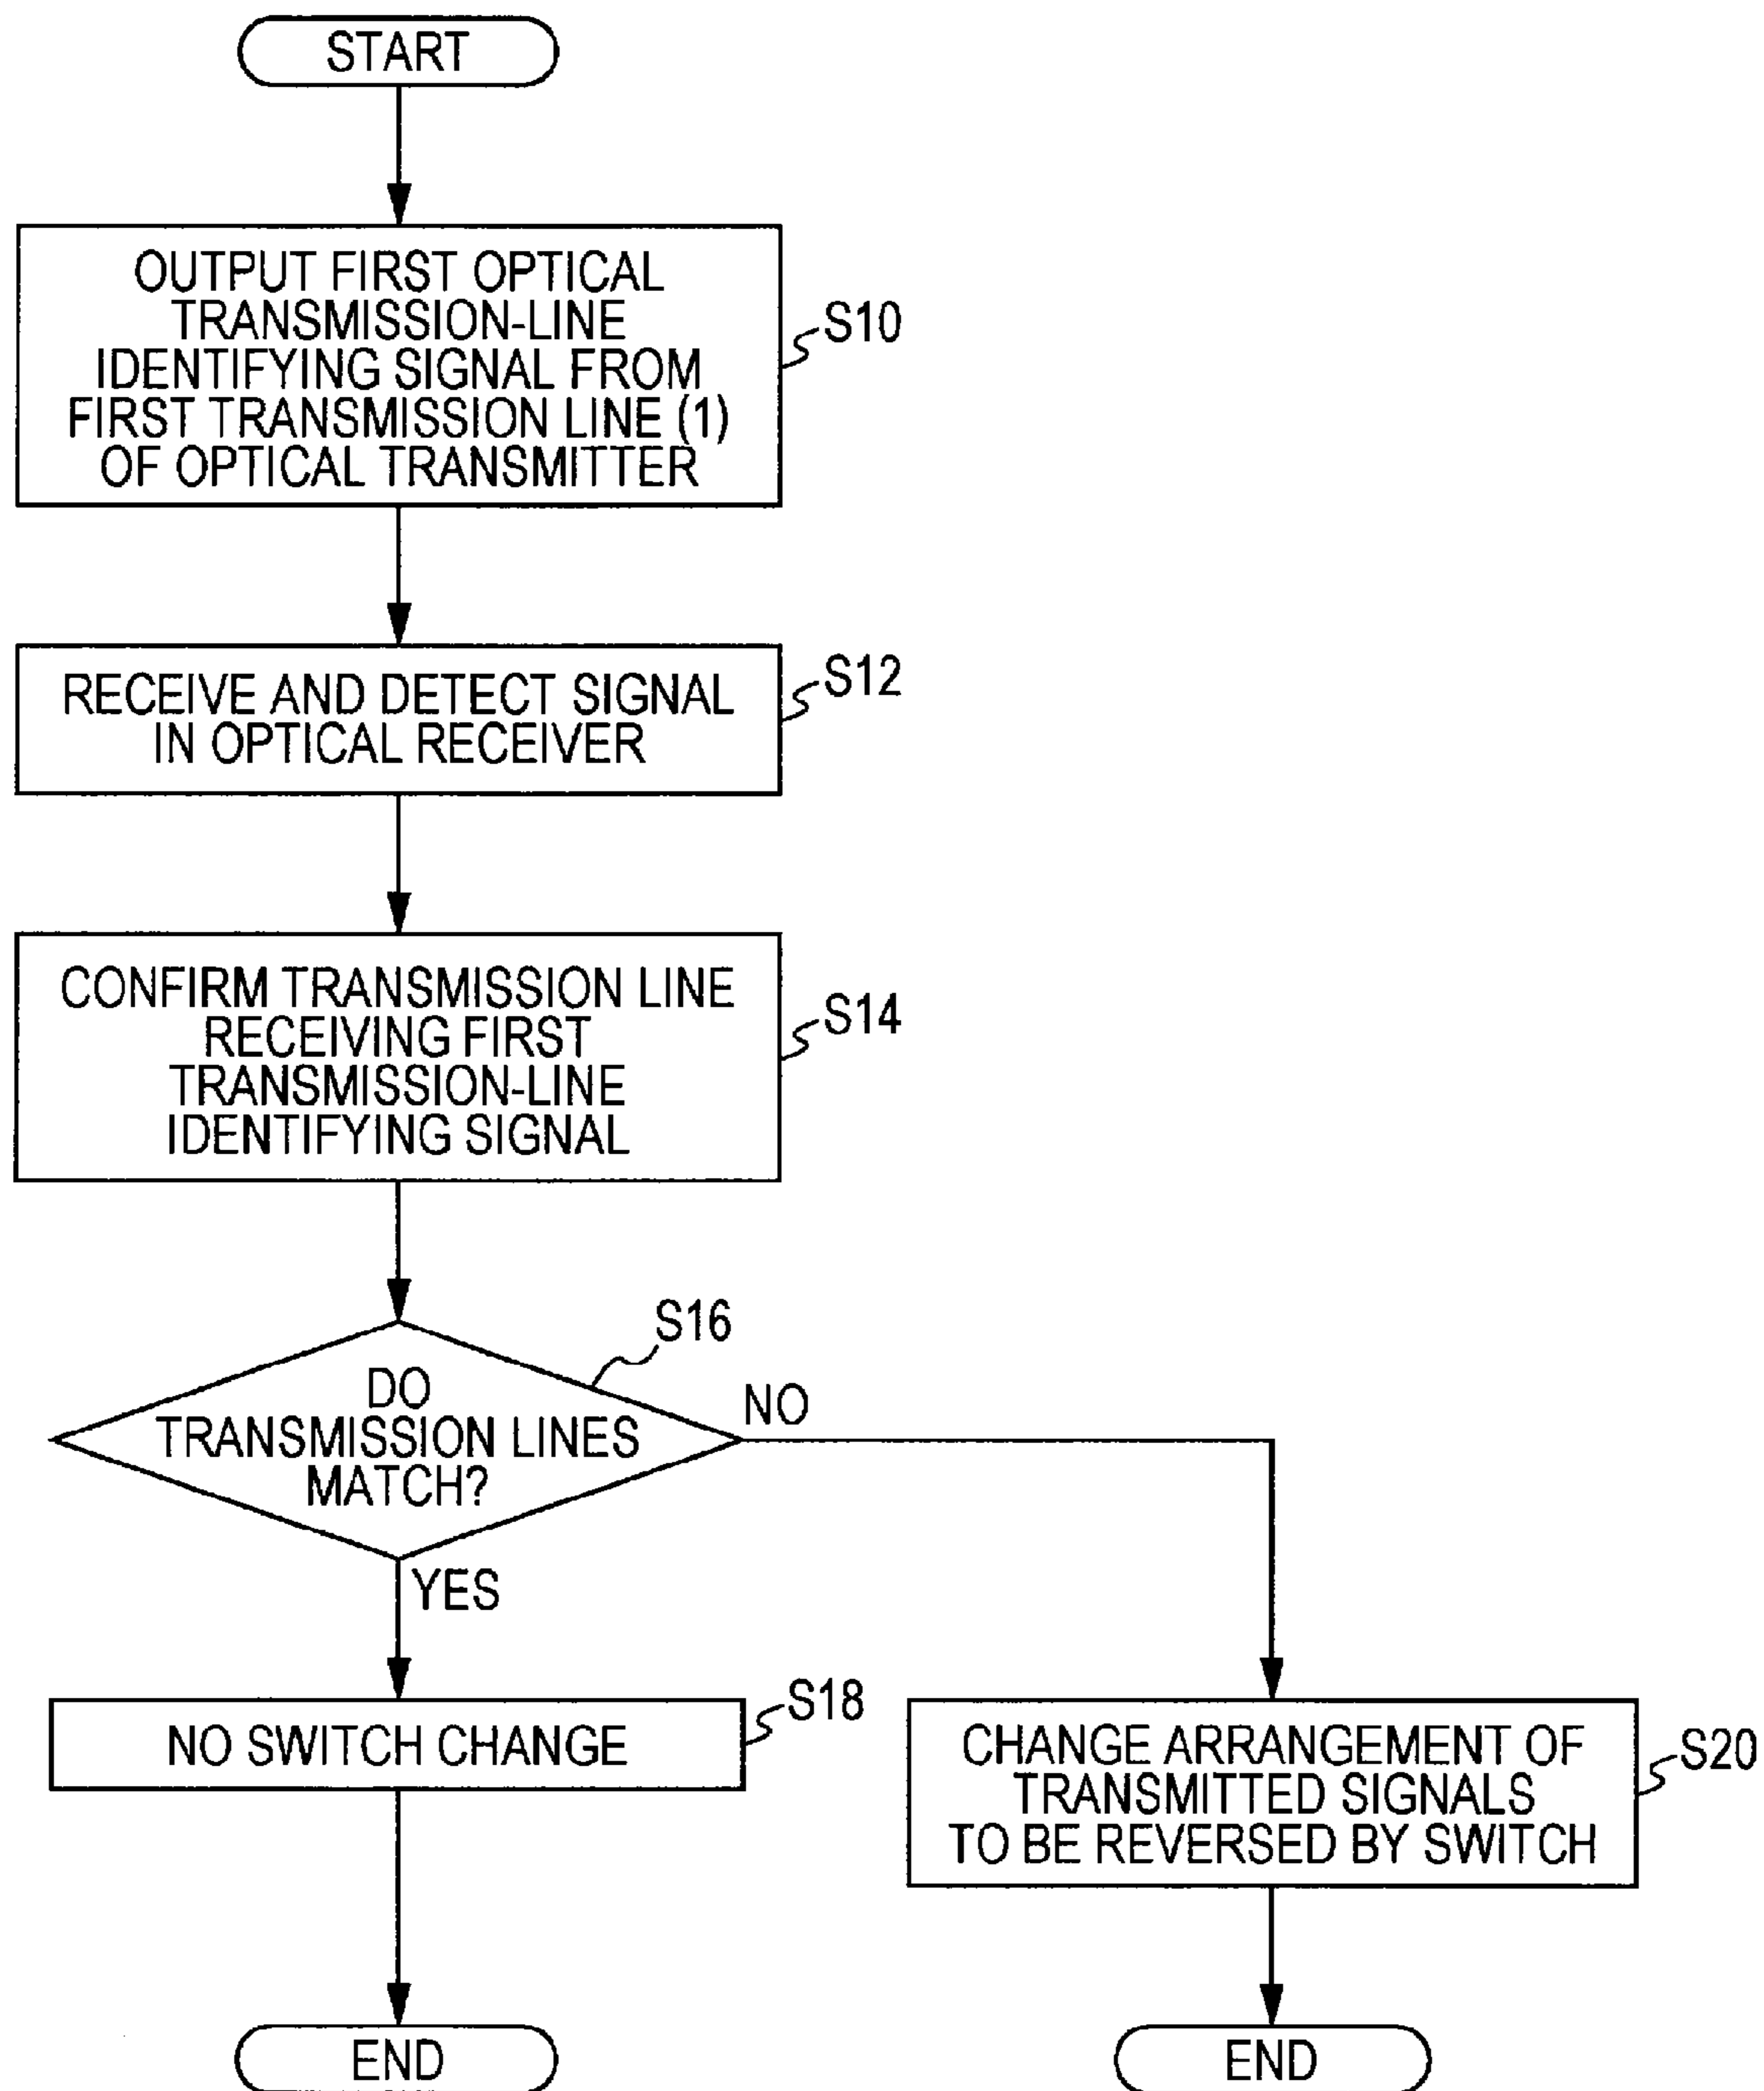 START
OUTPUT FIRST OPTICAL
TRANSMISSION-LINE
IDENTIFYING SIGNAL FROM
FIRST TRANSMISSION LINE (1)
OF OPTICAL TRANSMITTER
S10
RECEIVE AND DETECT SIGNAL
IN OPTICAL RECEIVER
S12
CONFIRM TRANSMISSION LINE
RECEIVING FIRST
TRANSMISSION-LINE
IDENTIFYING SIGNAL
S14
S16
DO
TRANSMISSION LINES
MATCH?
NO
YES
NO SWITCH CHANGE
S18
CHANGE ARRANGEMENT OF
TRANSMITTED SIGNALS
TO BE REVERSED BY SWITCH
S20
END
END